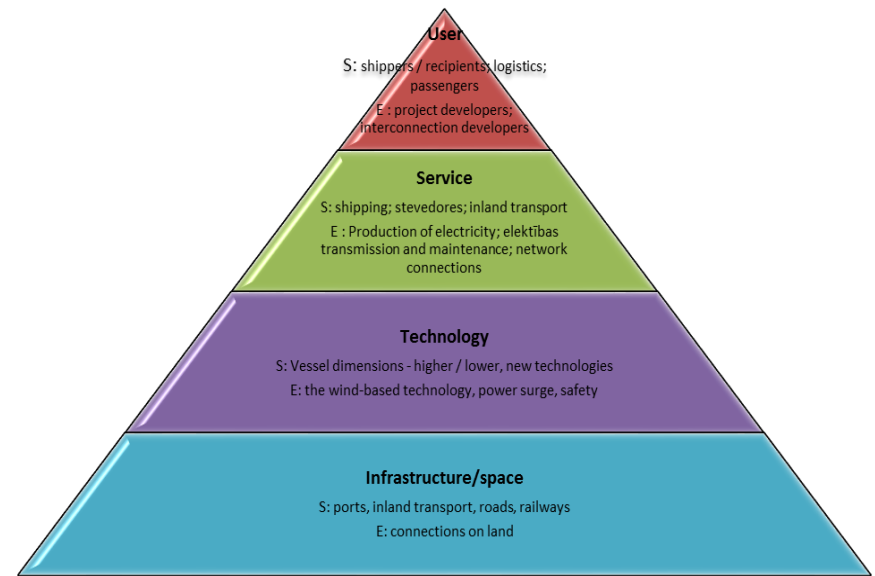 User
S: shippers / recipients; logistics;
passengers
E : project developers;
interconnection developers
Service
S: shipping; stevedores; inland transport
E : Production of electricity; elektības
transmission and maintenance; network
connections
Technology
S: Vessel dimensions - higher / lower, new technologies
E: the wind-based technology, power surge, safety
Infrastructure/space
S: ports, inland transport, roads, railways
E: connections on land